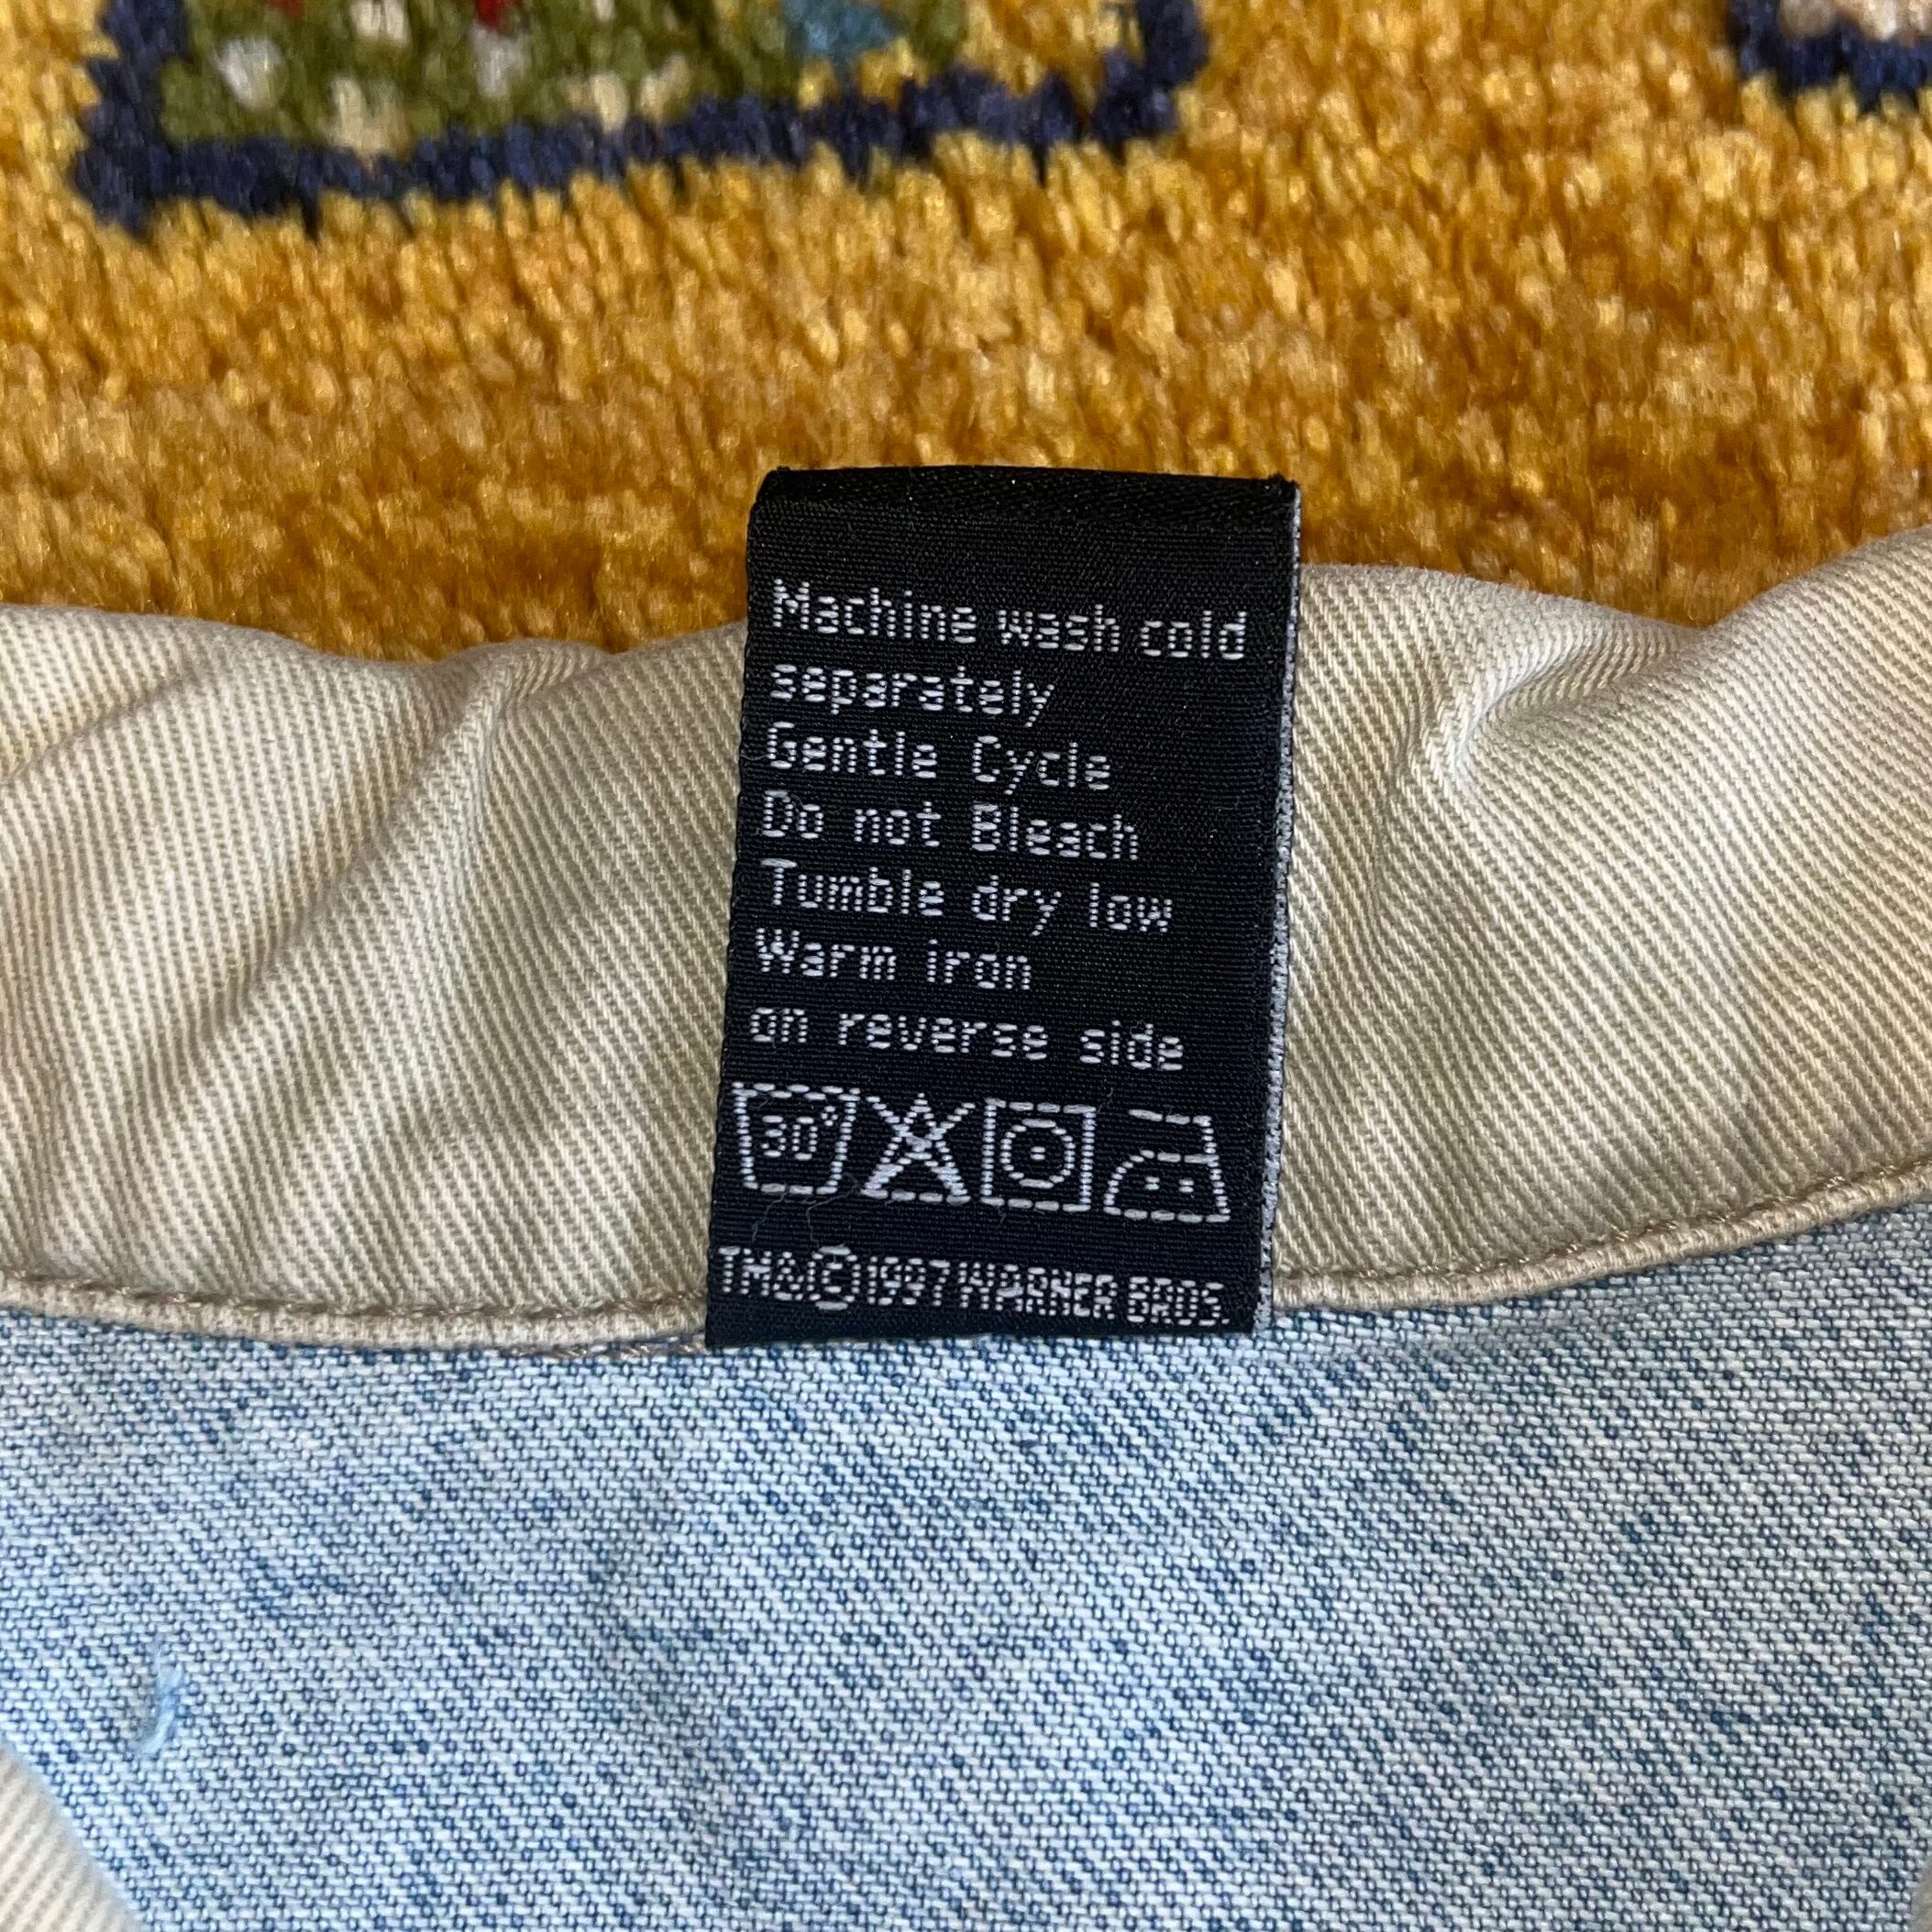 Machine wash cold
separately
Gentle Cycle
Do not Bleach
Tumble dry low
Warm iron
on reverse side
30°
TM&©1997 WARNER BROS.